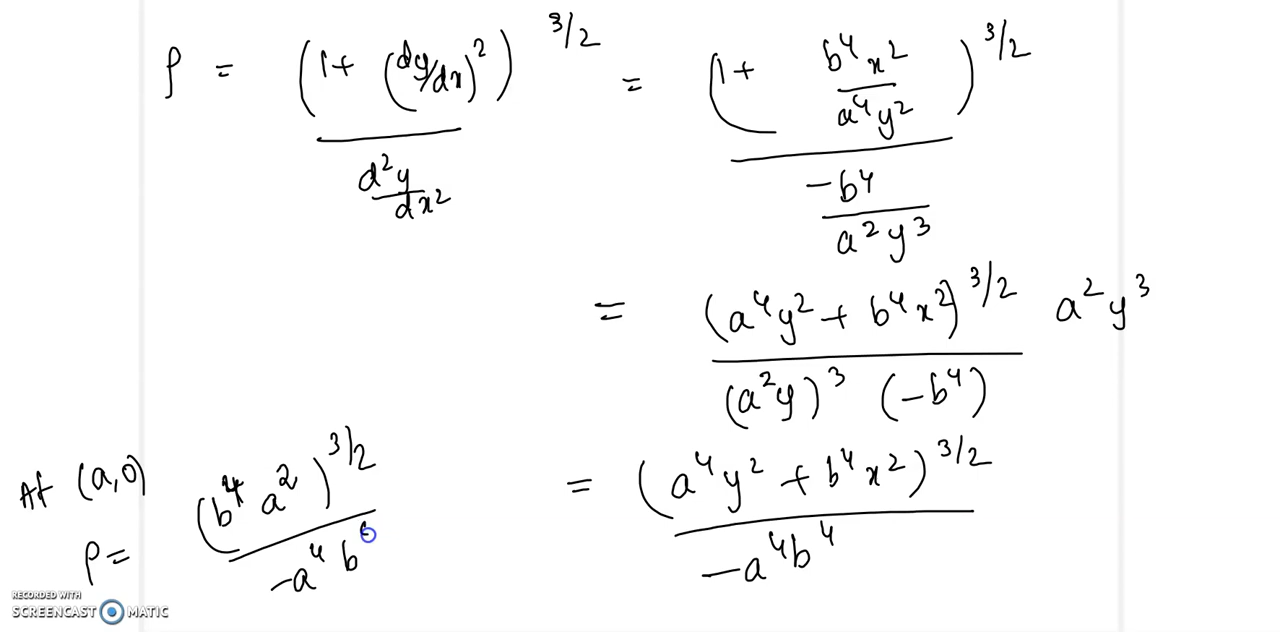 ρ = (1+ (dy/dx)²)^3/2 / (d²y/dx²) = (1+ b⁴x²/a⁴y²)^3/2 / (-b⁴/a²y³)
= (a⁴y² + b⁴x²)^3/2 / (a²y)³ (-b⁴) a²y³
= (a⁴y² + b⁴x²)^3/2 / -a⁴b⁴
At (a,0)
ρ = (b⁴a²)^3/2 / -a⁴b
RECORDED WITH
SCREENCAST MATIC